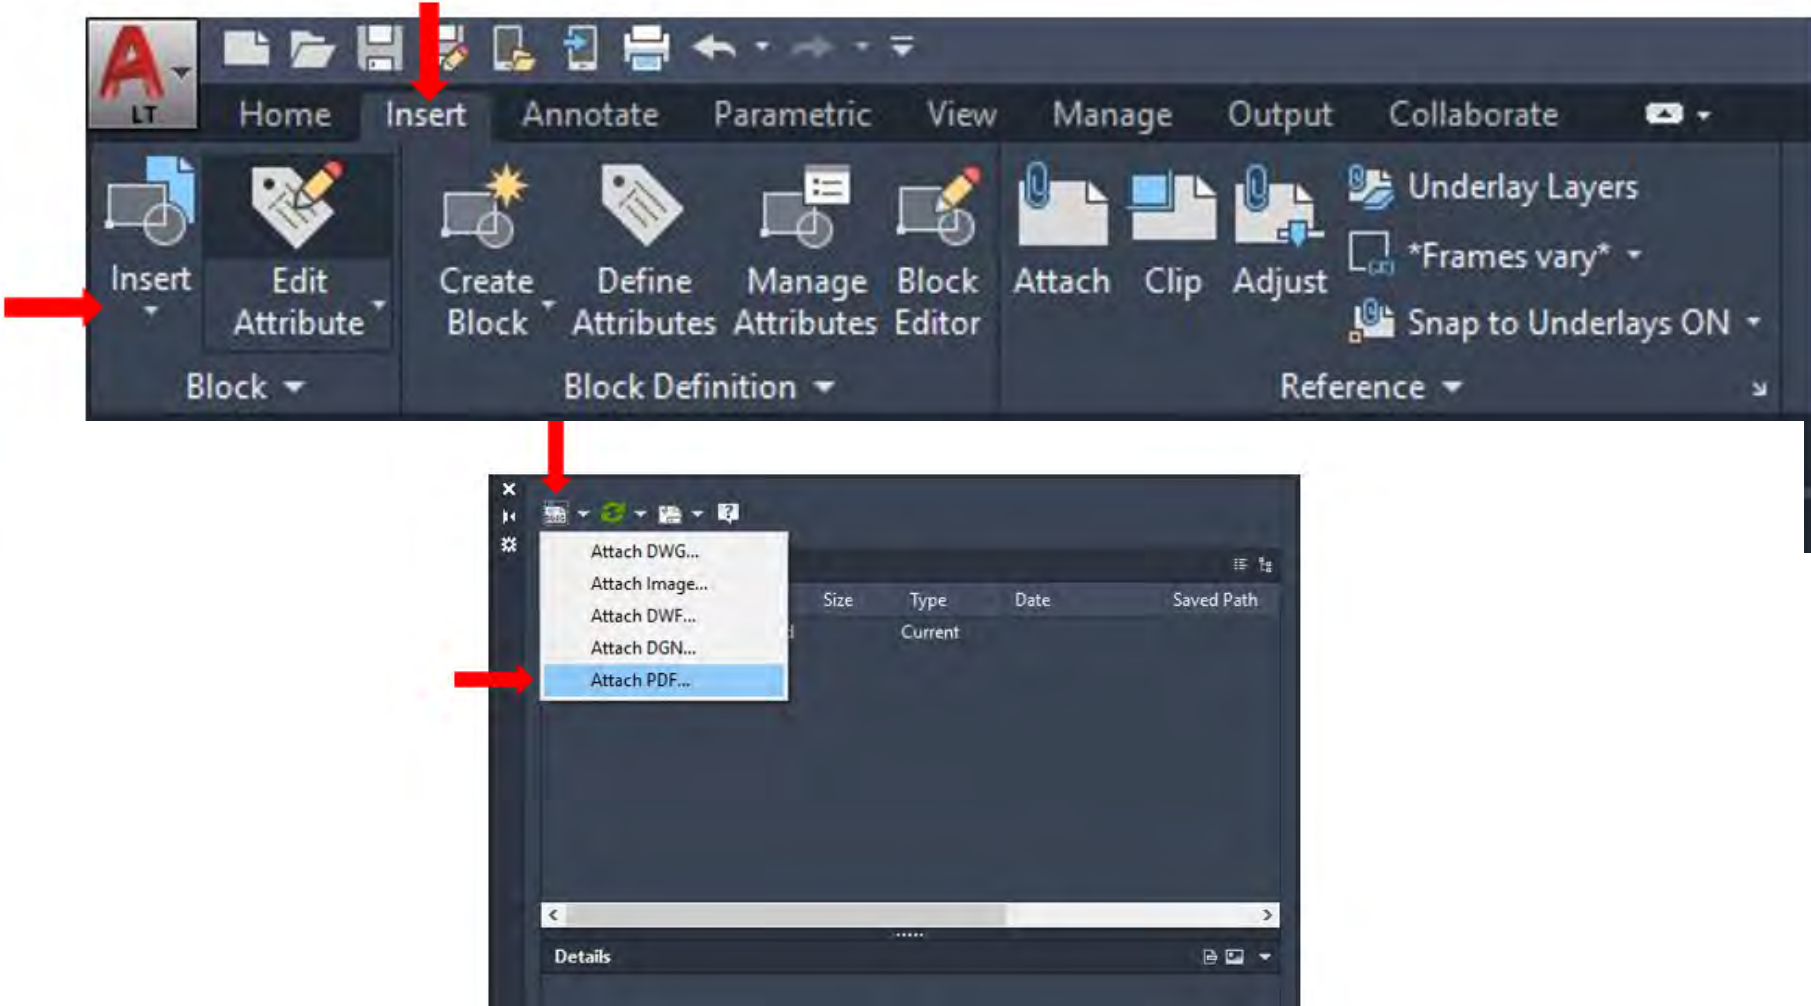 LT
Home Insert Annotate Parametric View Manage Output Collaborate
Insert
Edit
Attribute
Create
Block
Define
Attributes
Manage
Attributes
Block
Editor
Attach
Clip
Adjust
Underlay Layers
*Frames vary*
Snap to Underlays ON
Block
Block Definition
Reference
Attach DWG...
Attach Image...
Attach DWF...
Attach DGN...
Attach PDF...
Size Type Date Saved Path
Current
Details